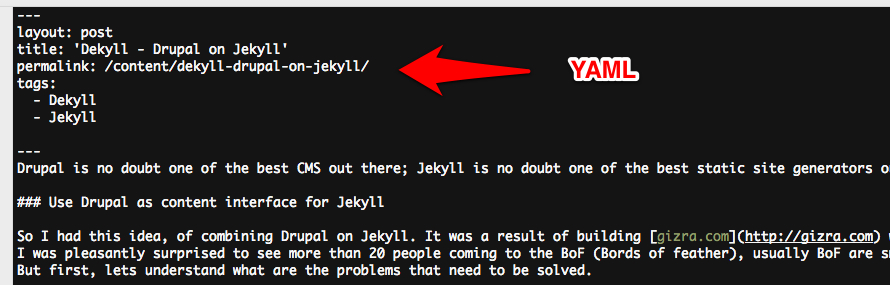 ---
layout: post
title: 'Dekyll - Drupal on Jekyll'
permalink: /content/dekyll-drupal-on-jekyll/
YAML
tags:
  - Dekyll
  - Jekyll
---
Drupal is no doubt one of the best CMS out there; Jekyll is no doubt one of the best static site generators
### Use Drupal as content interface for Jekyll
So I had this idea, of combining Drupal on Jekyll. It was a result of building [gizra.com](http://gizra.com)
I was pleasantly surprised to see more than 20 people coming to the BoF (Bords of feather), usually BoF are
But first, lets understand what are the problems that need to be solved.